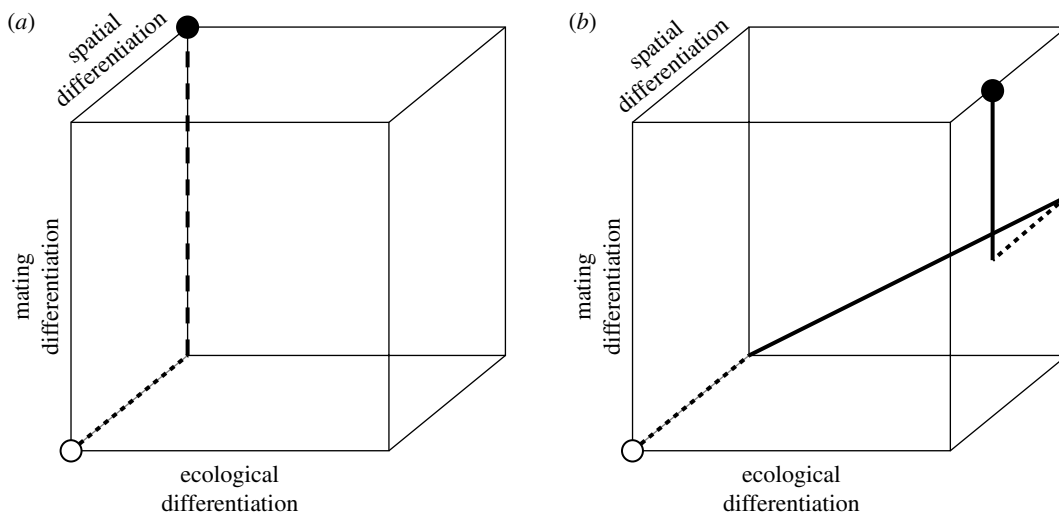 (a)
spatial
differentiation
mating
differentiation
ecological
differentiation
(b)
spatial
differentiation
mating
differentiation
ecological
differentiation